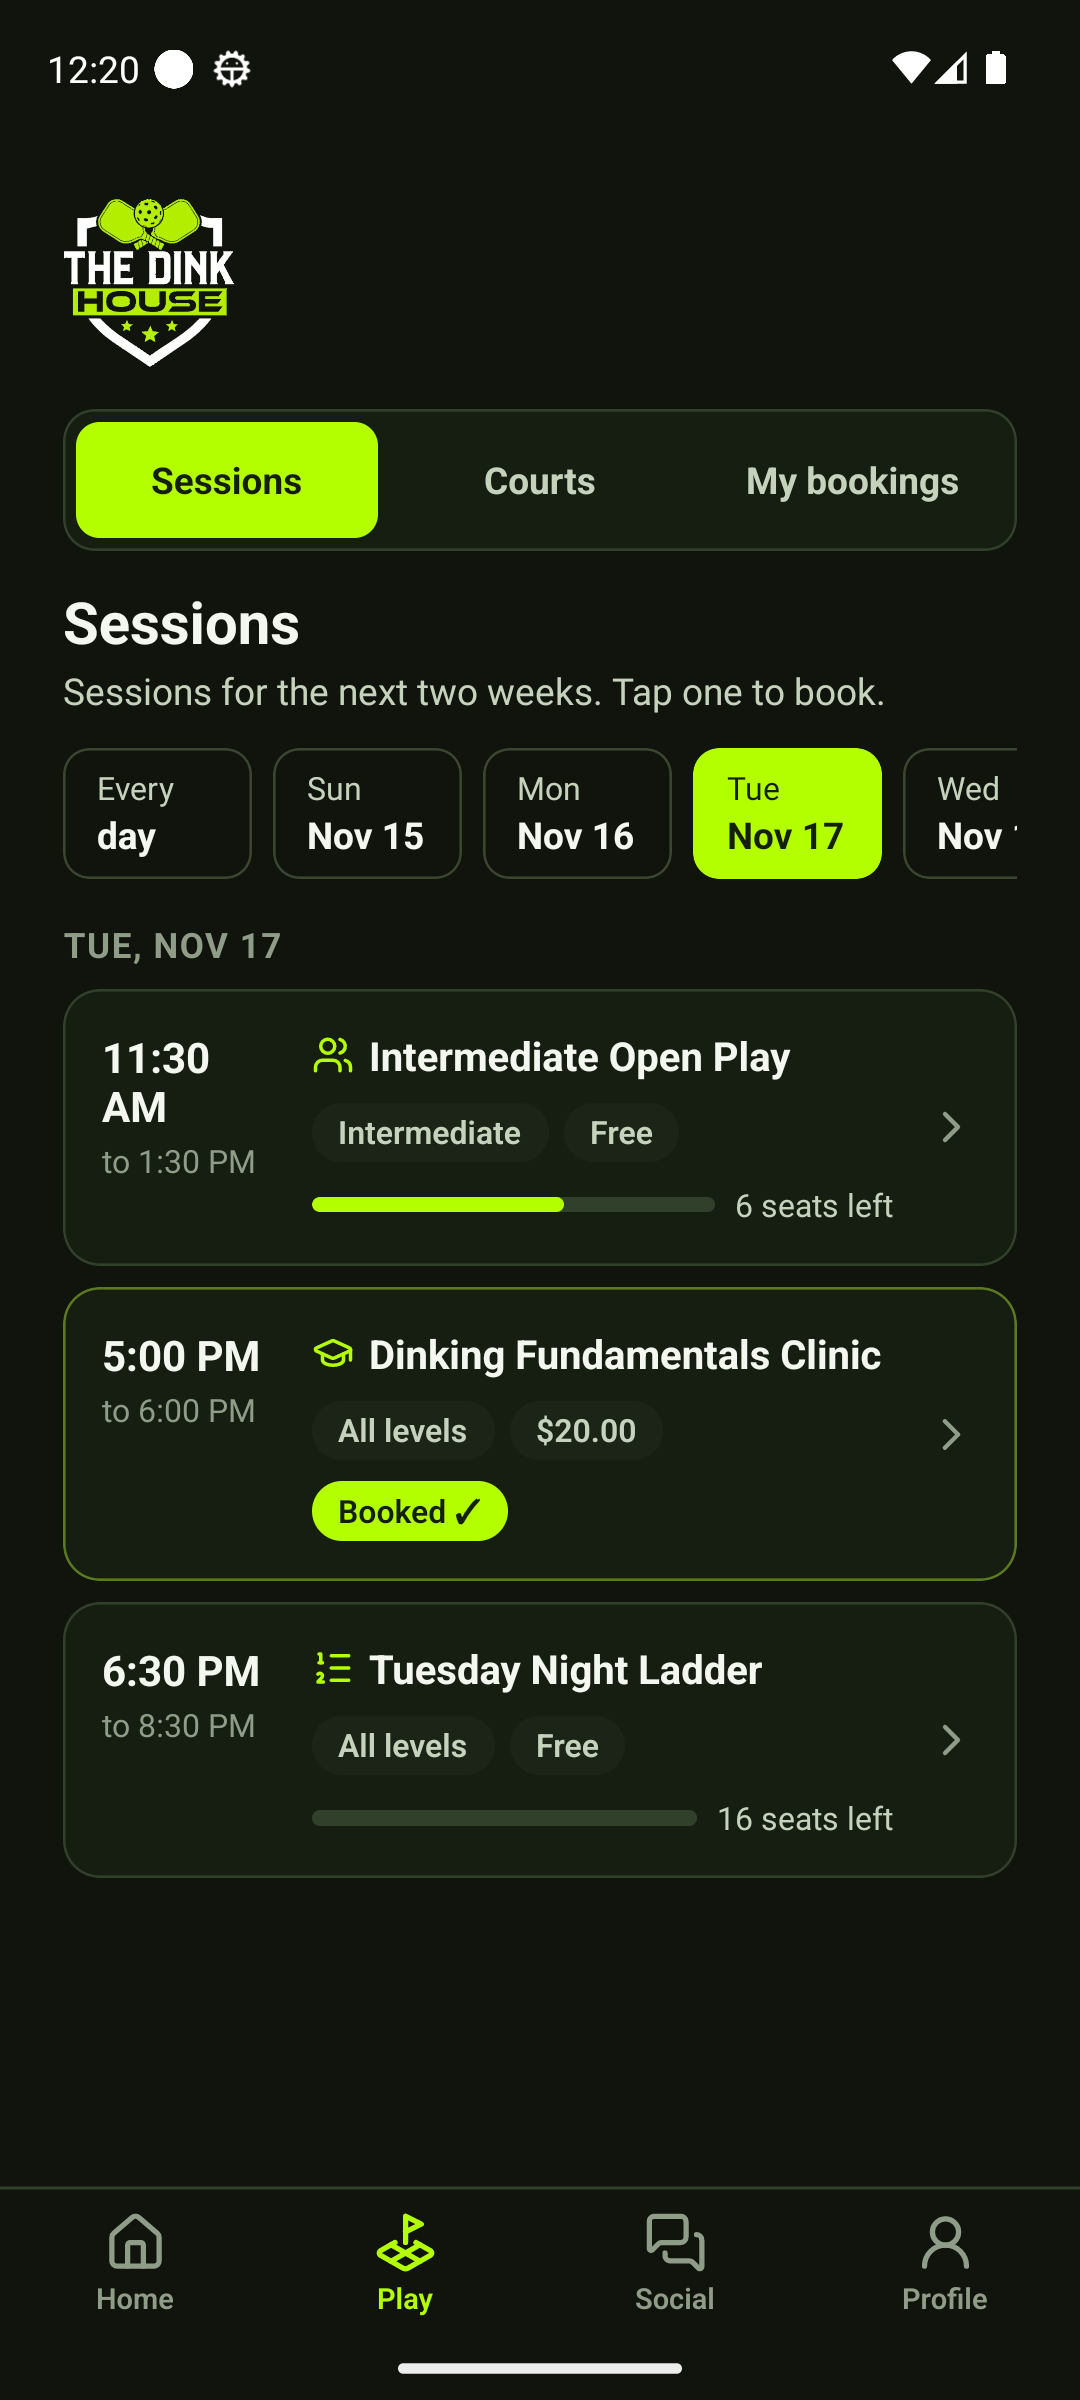 12:20
THE DINK
HOUSE
Sessions
Courts
My bookings
Sessions
Sessions for the next two weeks. Tap one to book.
Every
day
Sun
Nov 15
Mon
Nov 16
Tue
Nov 17
Wed
Nov
TUE, NOV 17
11:30
AM
to 1:30 PM
Intermediate Open Play
Intermediate
Free
6 seats left
5:00 PM
to 6:00 PM
Dinking Fundamentals Clinic
All levels
$20.00
Booked ✓
6:30 PM
to 8:30 PM
Tuesday Night Ladder
All levels
Free
16 seats left
Home
Play
Social
Profile